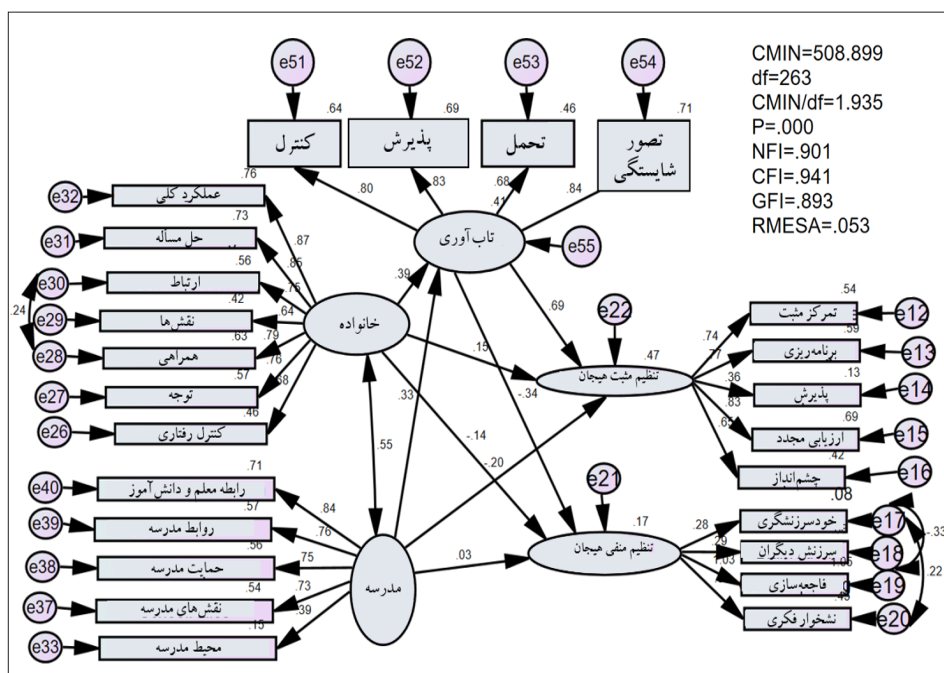 e51
e52
e53
e54
CMIN=508.899
df=263
CMIN/df=1.935
P=.000
NFI=.901
CFI=.941
GFI=.893
RMESA=.053
.64
.69
.46
.71
کنترل
پذیرش
تحمل
تصور
شایستگی
.80
.83
.68
.84
.41
تاب‌آوری
e55
.76
e32
عملکرد کلی
.87
.73
e31
حل مسأله
.85
.56
e30
ارتباط
.75
.42
.24
e29
نقش‌ها
.64
.63
e28
همراهی
.79
.57
e27
توجه
.76
.46
e26
کنترل رفتاری
.68
خانواده
.39
.69
.15
-.34
.33
-.14
-.20
.55
.03
e22
.47
تنظیم مثبت هیجان
.54
.74
تمرکز مثبت
e12
.59
.77
برنامه‌ریزی
e13
.13
.36
پذیرش
e14
.69
.83
ارزیابی مجدد
e15
.42
.65
چشم‌انداز
e16
.71
e40
رابطه معلم و دانش‌آموز
.84
.57
e39
روابط مدرسه
.76
.56
e38
حمایت مدرسه
.75
.54
e37
نقش‌های مدرسه
.73
.15
e33
محیط مدرسه
.39
مدرسه
e21
.17
تنظیم منفی هیجان
.08
.28
خودسرزنشگری
e17
-.33
.29
سرزنش دیگران
e18
1.03
1.06
فاجعه‌سازی
e19
.22
نشخوار فکری
e20